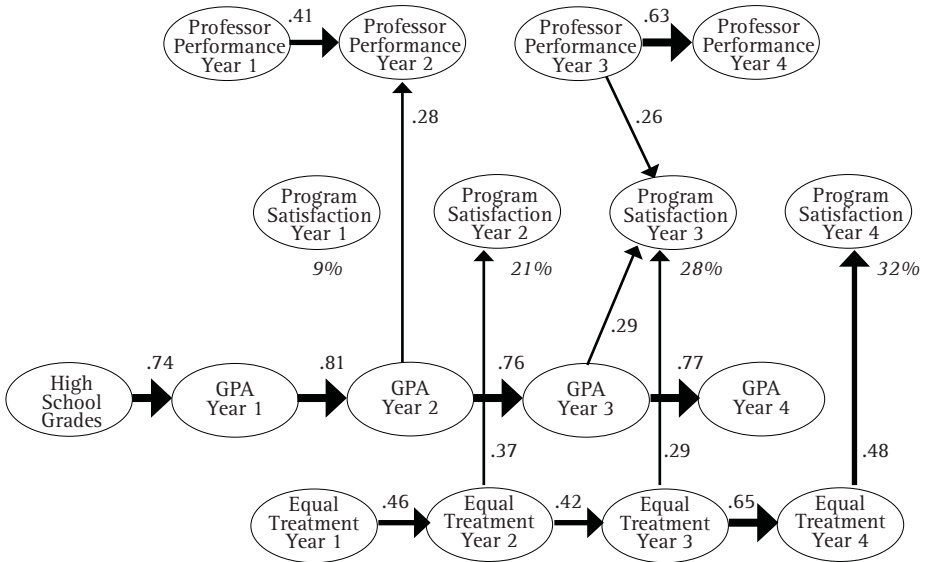 .41
.63
Professor
Performance
Year 1
Professor
Performance
Year 2
Professor
Performance
Year 3
Professor
Performance
Year 4
.28
.26
Program
Satisfaction
Year 1
Program
Satisfaction
Year 2
Program
Satisfaction
Year 3
Program
Satisfaction
Year 4
9%
21%
28%
32%
.29
.74
.81
.76
.77
High
School
Grades
GPA
Year 1
GPA
Year 2
GPA
Year 3
GPA
Year 4
.37
.29
.48
.46
.42
.65
Equal
Treatment
Year 1
Equal
Treatment
Year 2
Equal
Treatment
Year 3
Equal
Treatment
Year 4